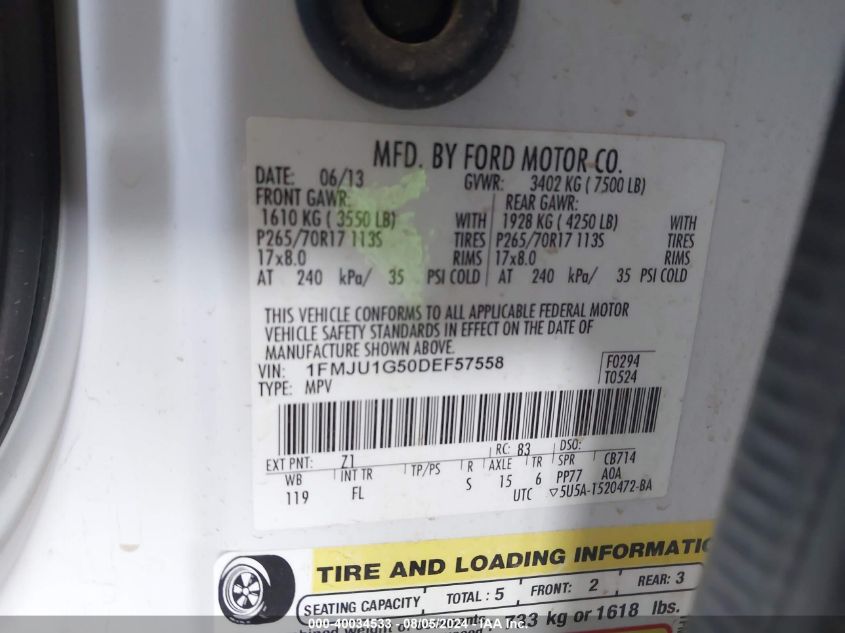 MFD. BY FORD MOTOR CO.
DATE: 06/13 GVWR: 3402 KG ( 7500 LB)
FRONT GAWR: REAR GAWR:
1610 KG ( 3550 LB) WITH 1928 KG ( 4250 LB) WITH
P265/70R17 113S TIRES P265/70R17 113S TIRES
17x8.0 RIMS 17x8.0 RIMS
AT 240 kPa/ 35 PSI COLD AT 240 kPa/ 35 PSI COLD
THIS VEHICLE CONFORMS TO ALL APPLICABLE FEDERAL MOTOR
VEHICLE SAFETY STANDARDS IN EFFECT ON THE DATE OF
MANUFACTURE SHOWN ABOVE.
VIN: 1FMJU1G50DEF57558 F0294
TYPE: MPV T0524
EXT PNT: Z1 RC: 83 DSO:
WB INT TR TP/PS R AXLE TR SPR CB714
119 FL S 15 6 PP77 A0A
UTC ▽5U5A-1520472-BA
TIRE AND LOADING INFORMATIO
SEATING CAPACITY TOTAL : 5 FRONT: 2 REAR: 3
33 kg or 1618 lbs.
---000-40034533 --- 08/05/2024 --- IAA Inc.